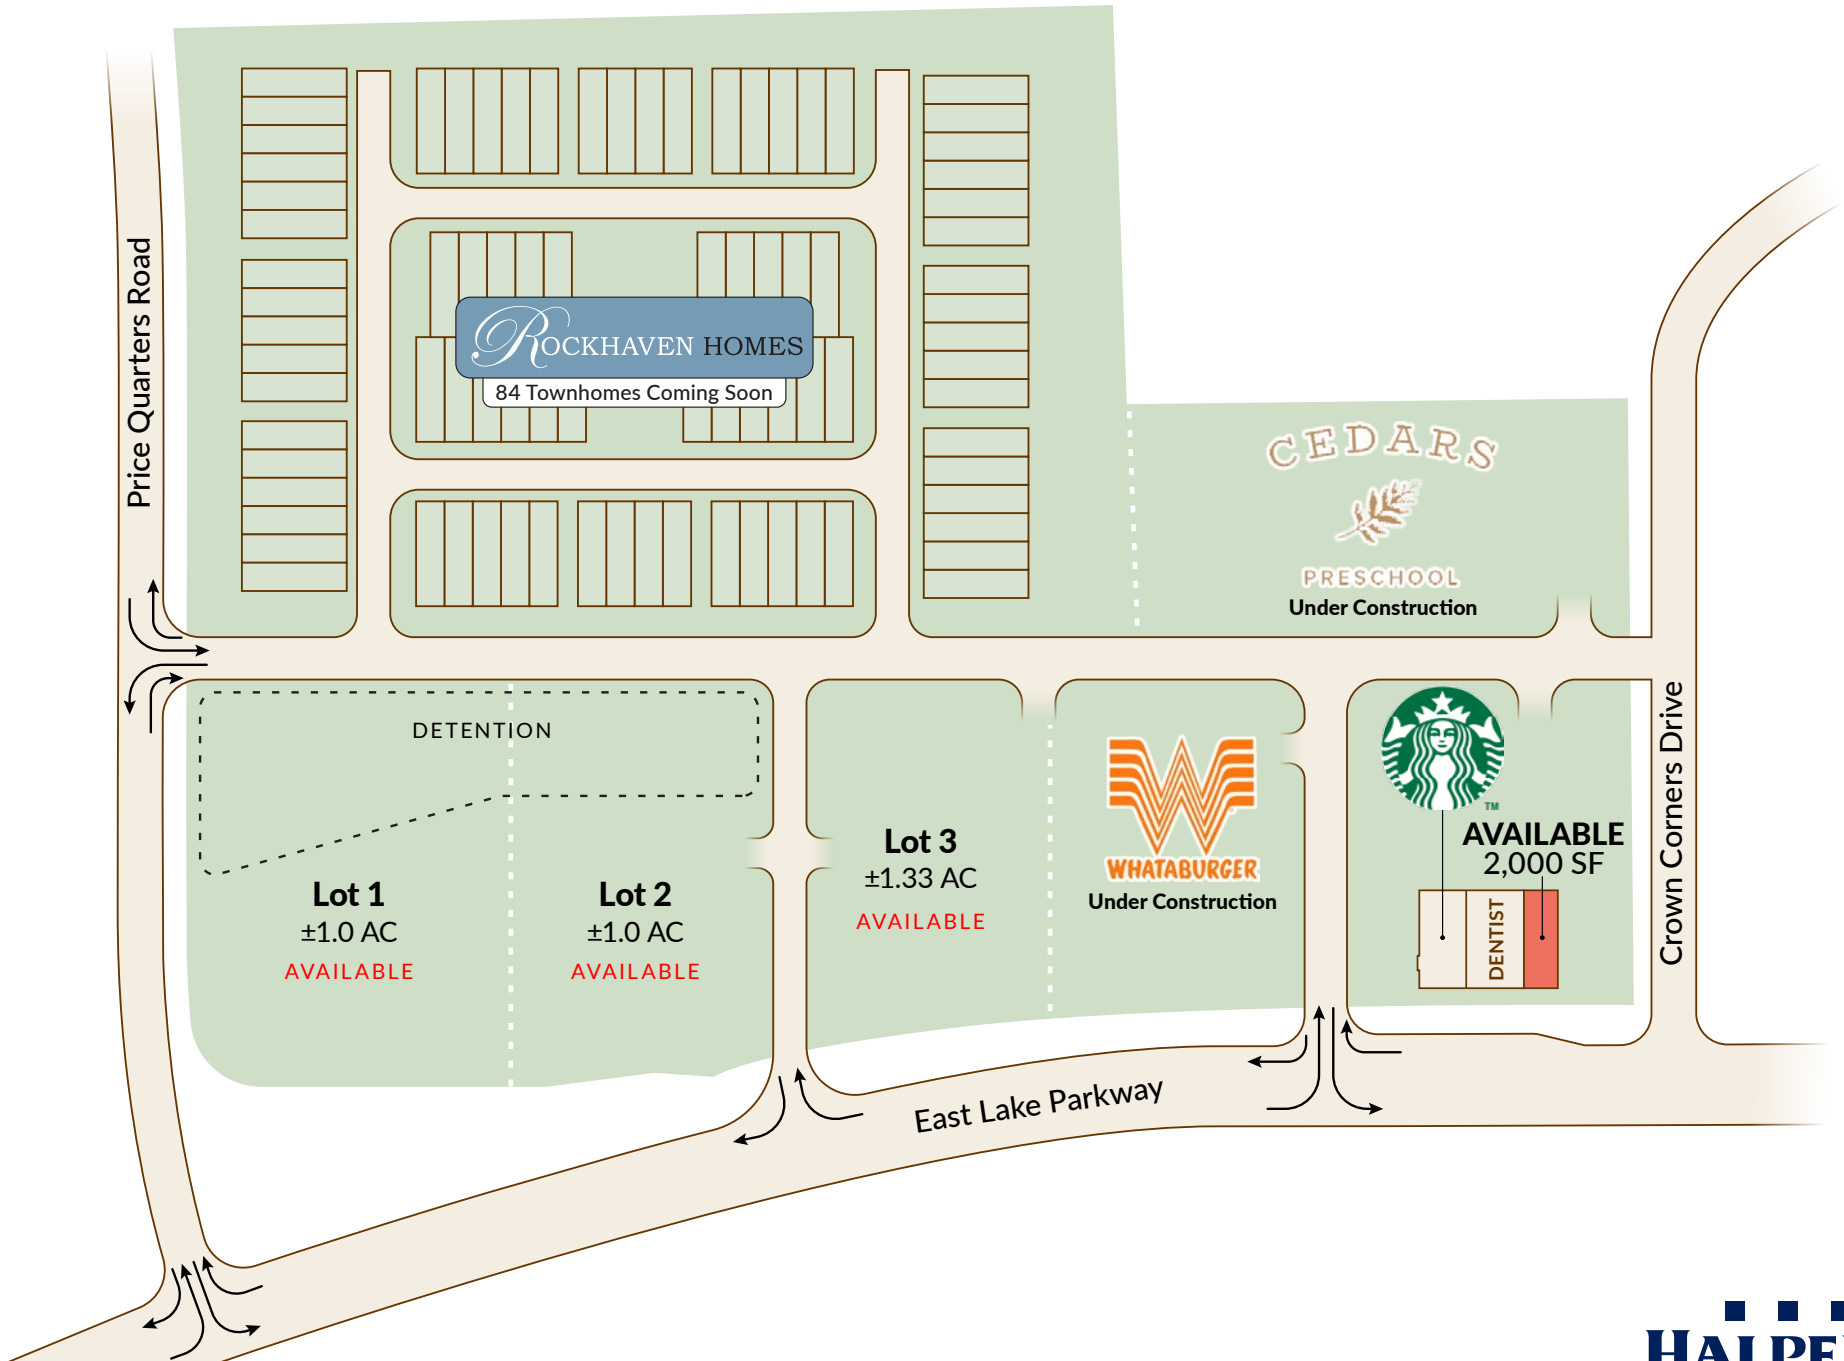 Price Quarters Road
ROCKHAVEN HOMES
84 Townhomes Coming Soon
CEDARS
PRESCHOOL
Under Construction
DETENTION
Lot 1
±1.0 AC
AVAILABLE
Lot 2
±1.0 AC
AVAILABLE
Lot 3
±1.33 AC
AVAILABLE
WHATABURGER
Under Construction
TM
AVAILABLE
2,000 SF
DENTIST
Crown Corners Drive
East Lake Parkway